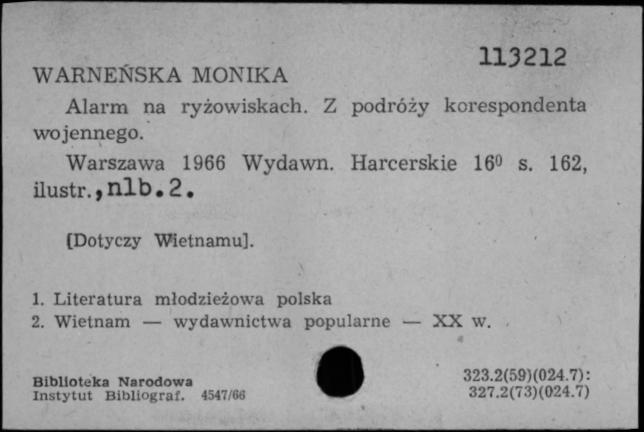 113212
WARNEŃSKA MONIKA
Alarm na ryżowiskach. Z podróży korespondenta
wojennego.
Warszawa 1966 Wydawn. Harcerskie 16⁰ s. 162,
ilustr., nlb. 2.
[Dotyczy Wietnamu].
1. Literatura młodzieżowa polska
2. Wietnam — wydawnictwa popularne — XX w.
Biblioteka Narodowa
Instytut Bibliograf. 4547/66
323.2(59)(024.7):
327.2(73)(024.7)